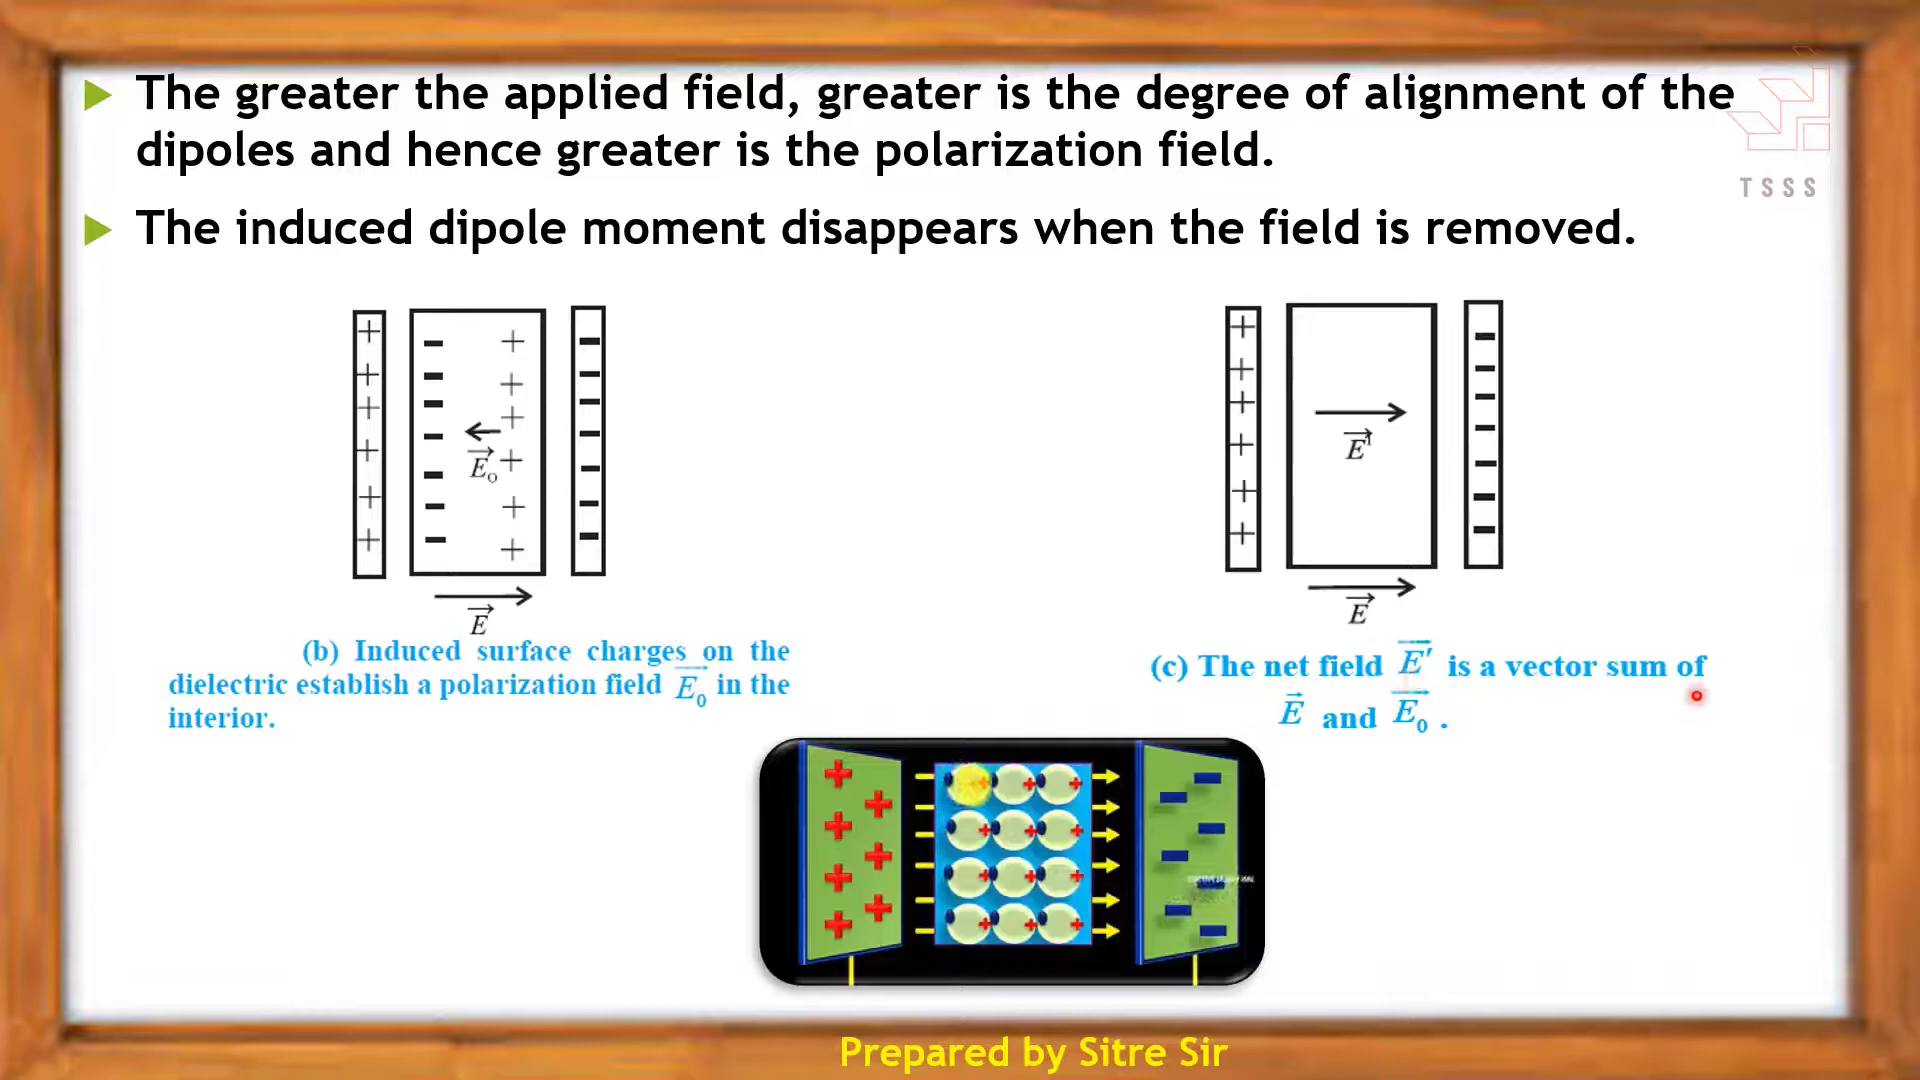 The greater the applied field, greater is the degree of alignment of the
dipoles and hence greater is the polarization field.
TSSS
The induced dipole moment disappears when the field is removed.
E₀
E'
E
E
(b) Induced surface charges on the
dielectric establish a polarization field E₀ in the
interior.
(c) The net field E' is a vector sum of
E and E₀ .
Prepared by Sitre Sir